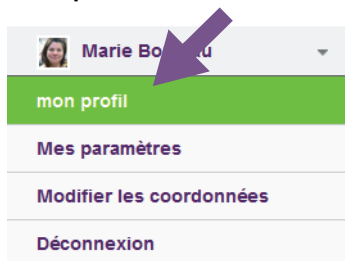 Marie
mon profil
Mes paramètres
Modifier les coordonnées
Déconnexion